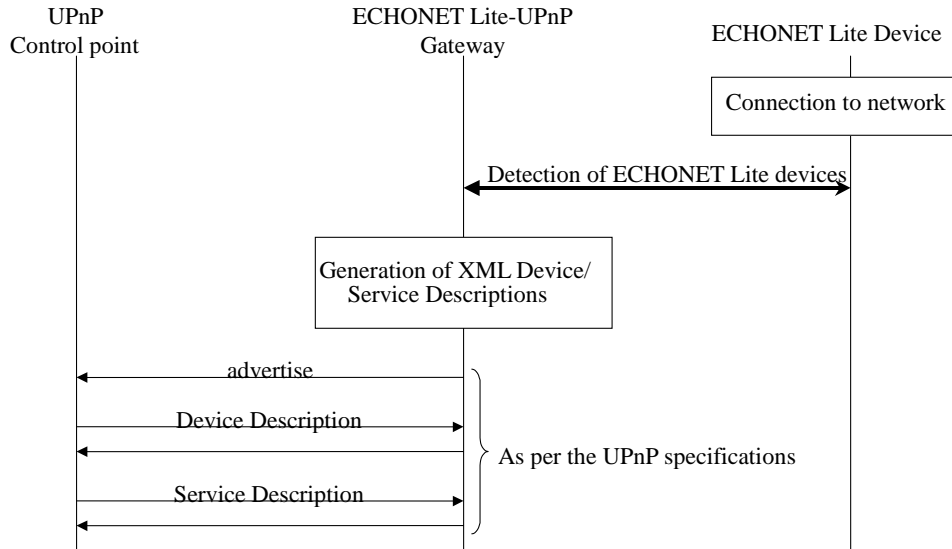 UPnP
Control point
ECHONET Lite-UPnP
Gateway
ECHONET Lite Device
Connection to network
Detection of ECHONET Lite devices
Generation of XML Device/
Service Descriptions
advertise
Device Description
As per the UPnP specifications
Service Description